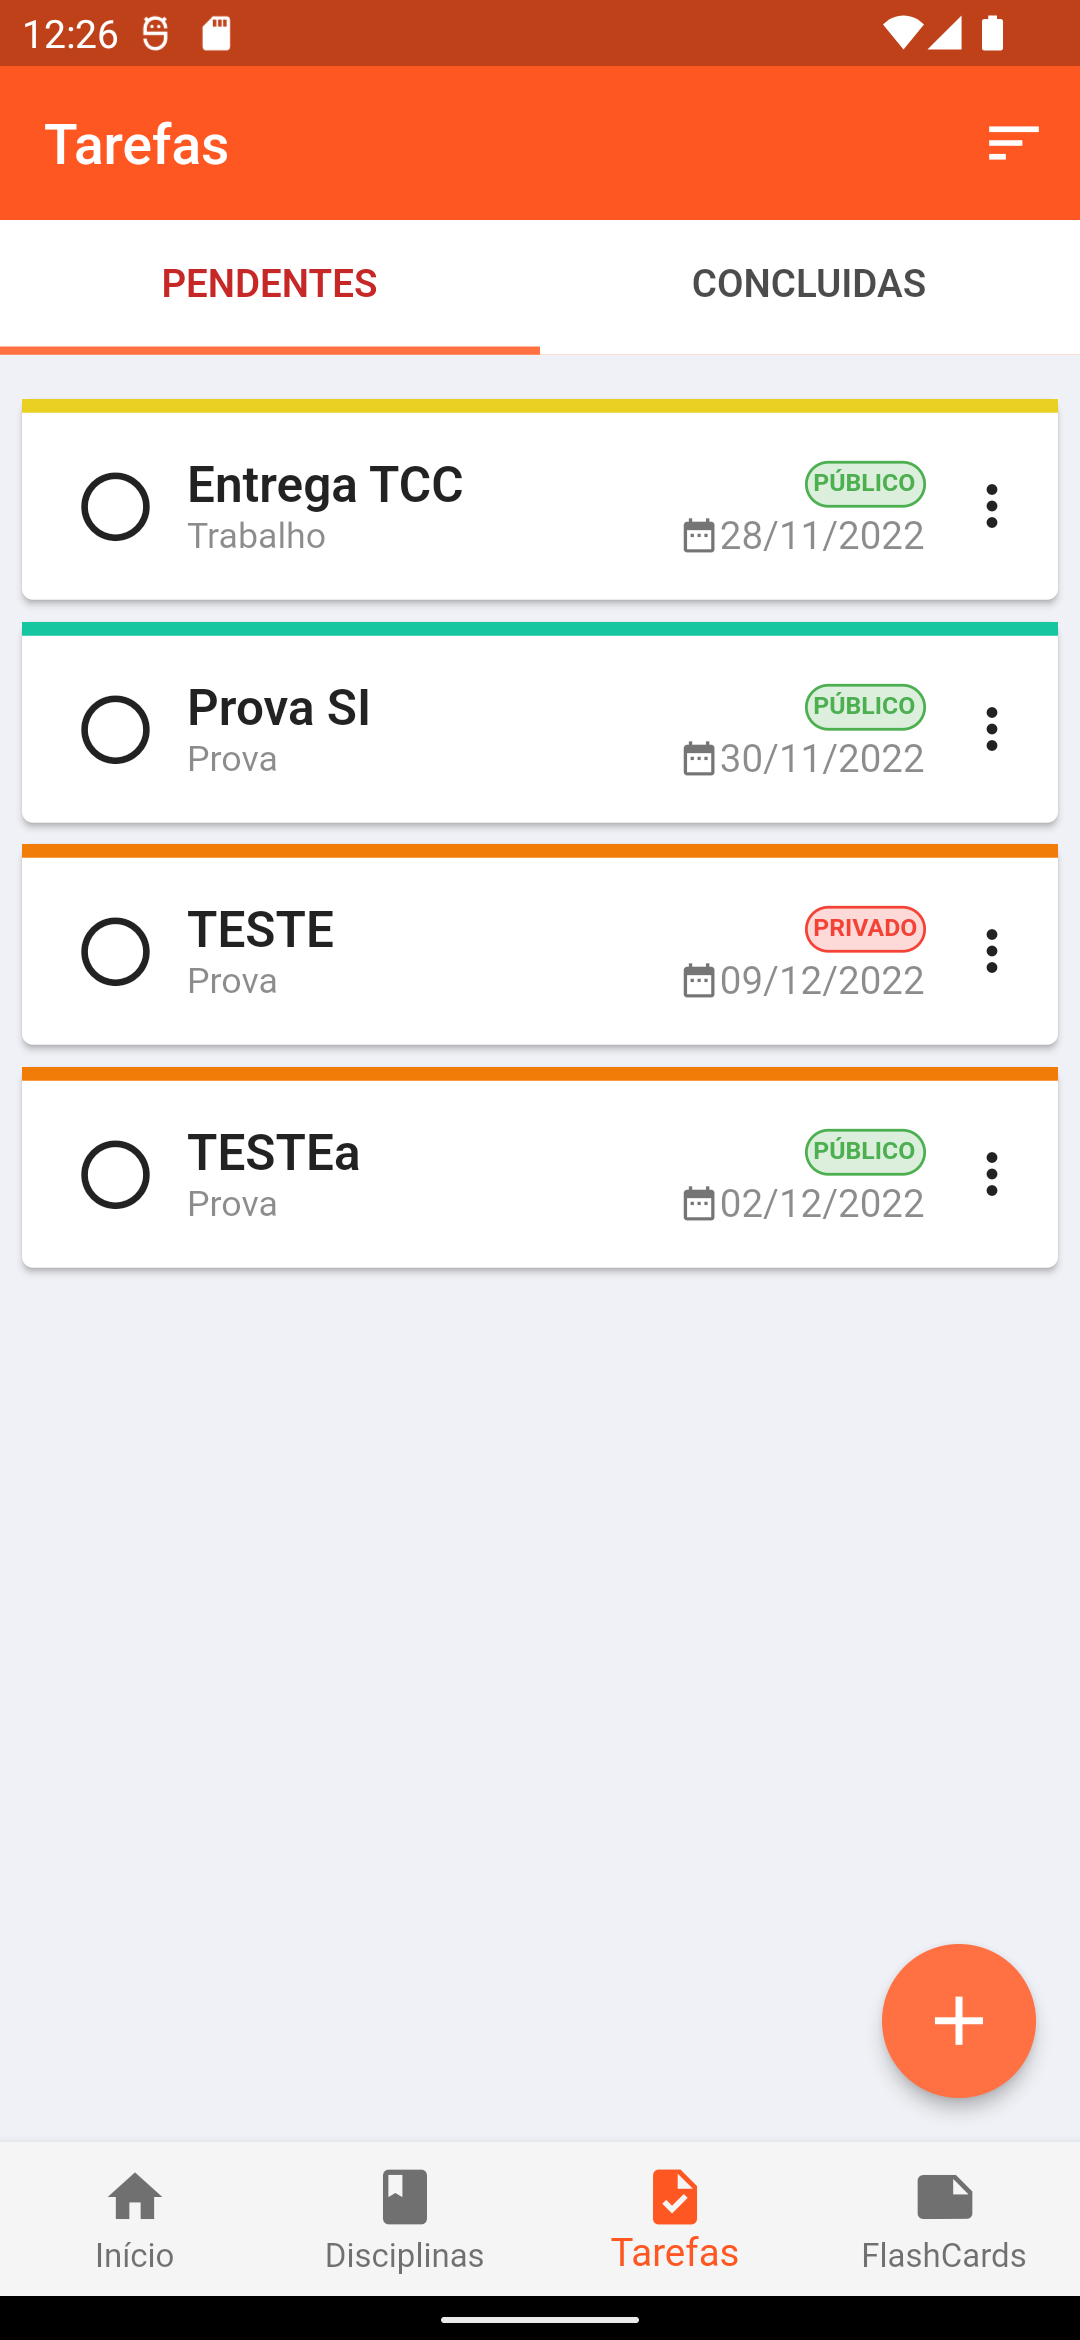 12:26
Tarefas
PENDENTES CONCLUIDAS
Entrega TCC PÚBLICO
Trabalho 28/11/2022
Prova SI PÚBLICO
Prova 30/11/2022
TESTE PRIVADO
Prova 09/12/2022
TESTEa PÚBLICO
Prova 02/12/2022
Início Disciplinas Tarefas FlashCards